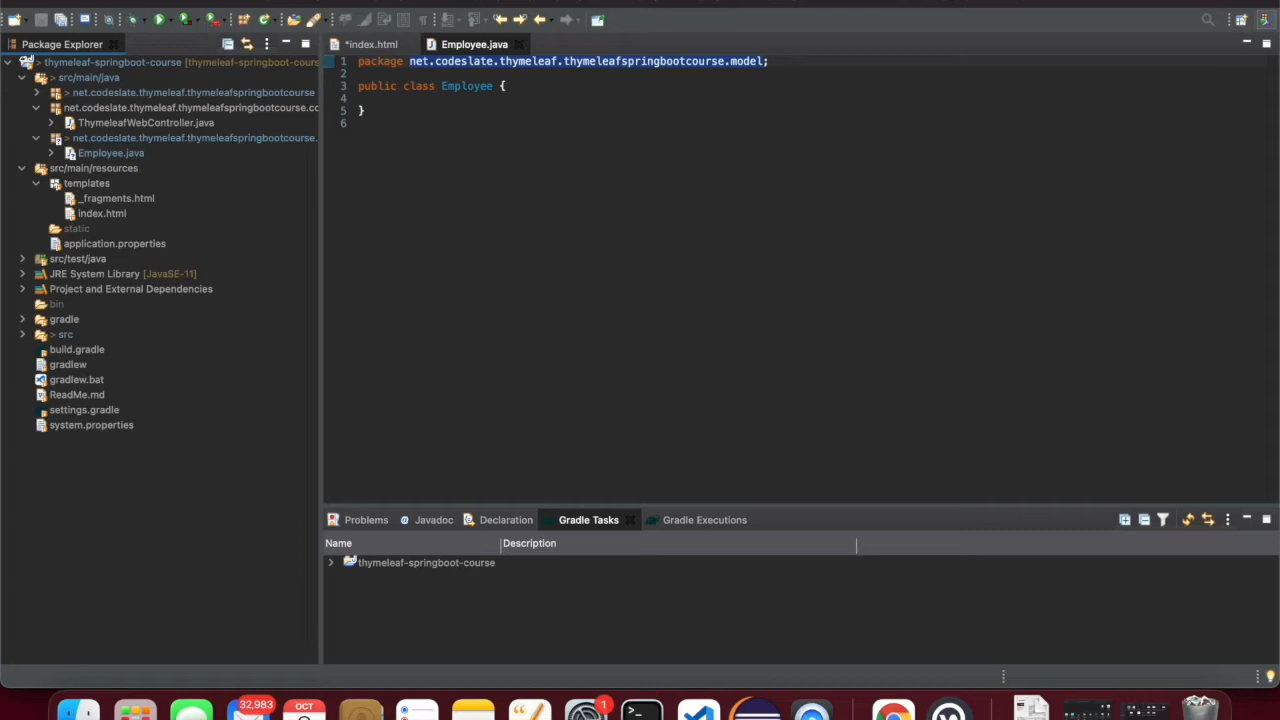 Package Explorer
*index.html
Employee.java
> thymeleaf-springboot-course [thymeleaf-springboot-cours
src/main/java
> net.codeslate.thymeleaf.thymeleafspringbootcourse
net.codeslate.thymeleaf.thymeleafspringbootcourse.co
ThymeleafWebController.java
> net.codeslate.thymeleaf.thymeleafspringbootcourse.
Employee.java
src/main/resources
templates
_fragments.html
index.html
static
application.properties
src/test/java
JRE System Library [JavaSE-11]
Project and External Dependencies
bin
gradle
> src
build.gradle
gradlew
gradlew.bat
ReadMe.md
settings.gradle
system.properties
1 package net.codeslate.thymeleaf.thymeleafspringbootcourse.model;
2
3 public class Employee {
4
5 }
6
Problems
@ Javadoc
Declaration
Gradle Tasks
Gradle Executions
Name
Description
thymeleaf-springboot-course
32,983
OCT
1